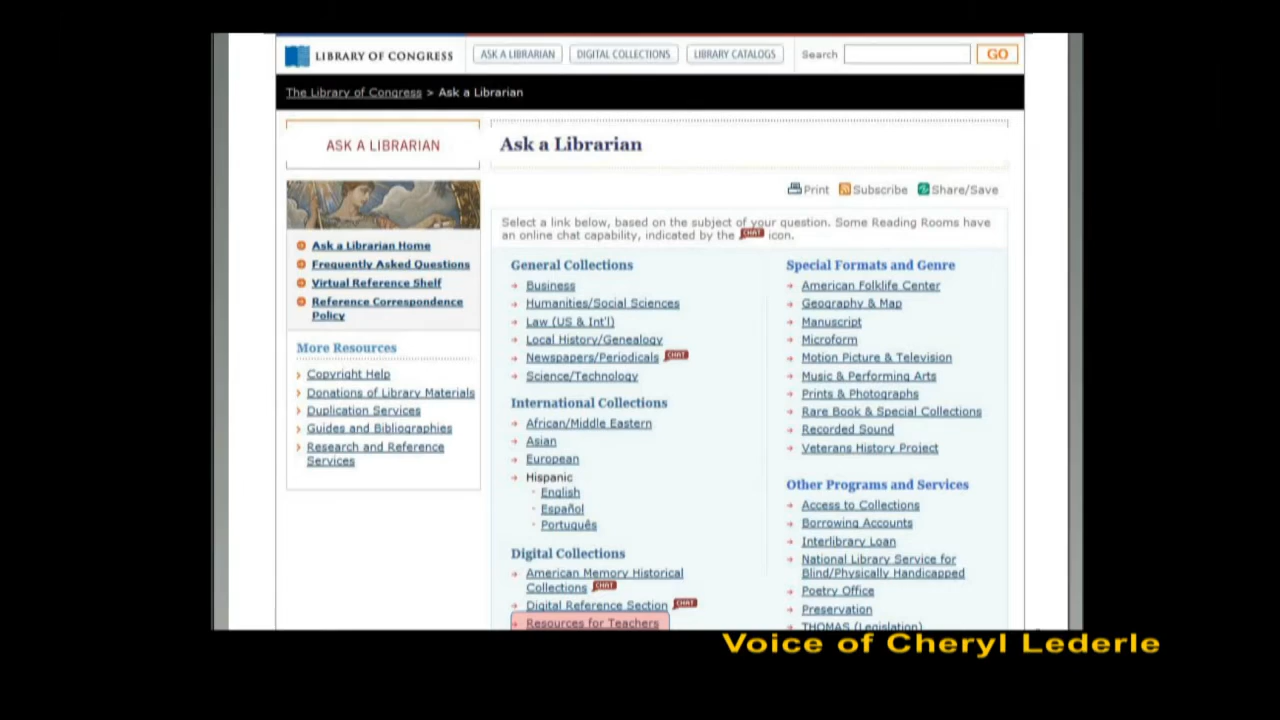 LIBRARY OF CONGRESS
ASK A LIBRARIAN
DIGITAL COLLECTIONS
LIBRARY CATALOGS
Search
GO
The Library of Congress > Ask a Librarian
ASK A LIBRARIAN
Ask a Librarian Home
Frequently Asked Questions
Virtual Reference Shelf
Reference Correspondence
Policy
More Resources
Copyright Help
Donations of Library Materials
Duplication Services
Guides and Bibliographies
Research and Reference
Services
Ask a Librarian
Print
Subscribe
Share/Save
Select a link below, based on the subject of your question. Some Reading Rooms have
an online chat capability, indicated by the CHAT icon.
General Collections
Business
Humanities/Social Sciences
Law (US & Int'l)
Local History/Genealogy
Newspapers/Periodicals CHAT
Science/Technology
International Collections
African/Middle Eastern
Asian
European
Hispanic
English
Español
Português
Digital Collections
American Memory Historical
Collections CHAT
Digital Reference Section CHAT
Resources for Teachers
Special Formats and Genre
American Folklife Center
Geography & Map
Manuscript
Microform
Motion Picture & Television
Music & Performing Arts
Prints & Photographs
Rare Book & Special Collections
Recorded Sound
Veterans History Project
Other Programs and Services
Access to Collections
Borrowing Accounts
Interlibrary Loan
National Library Service for
Blind/Physically Handicapped
Poetry Office
Preservation
THOMAS (Legislation)
Voice of Cheryl Lederle